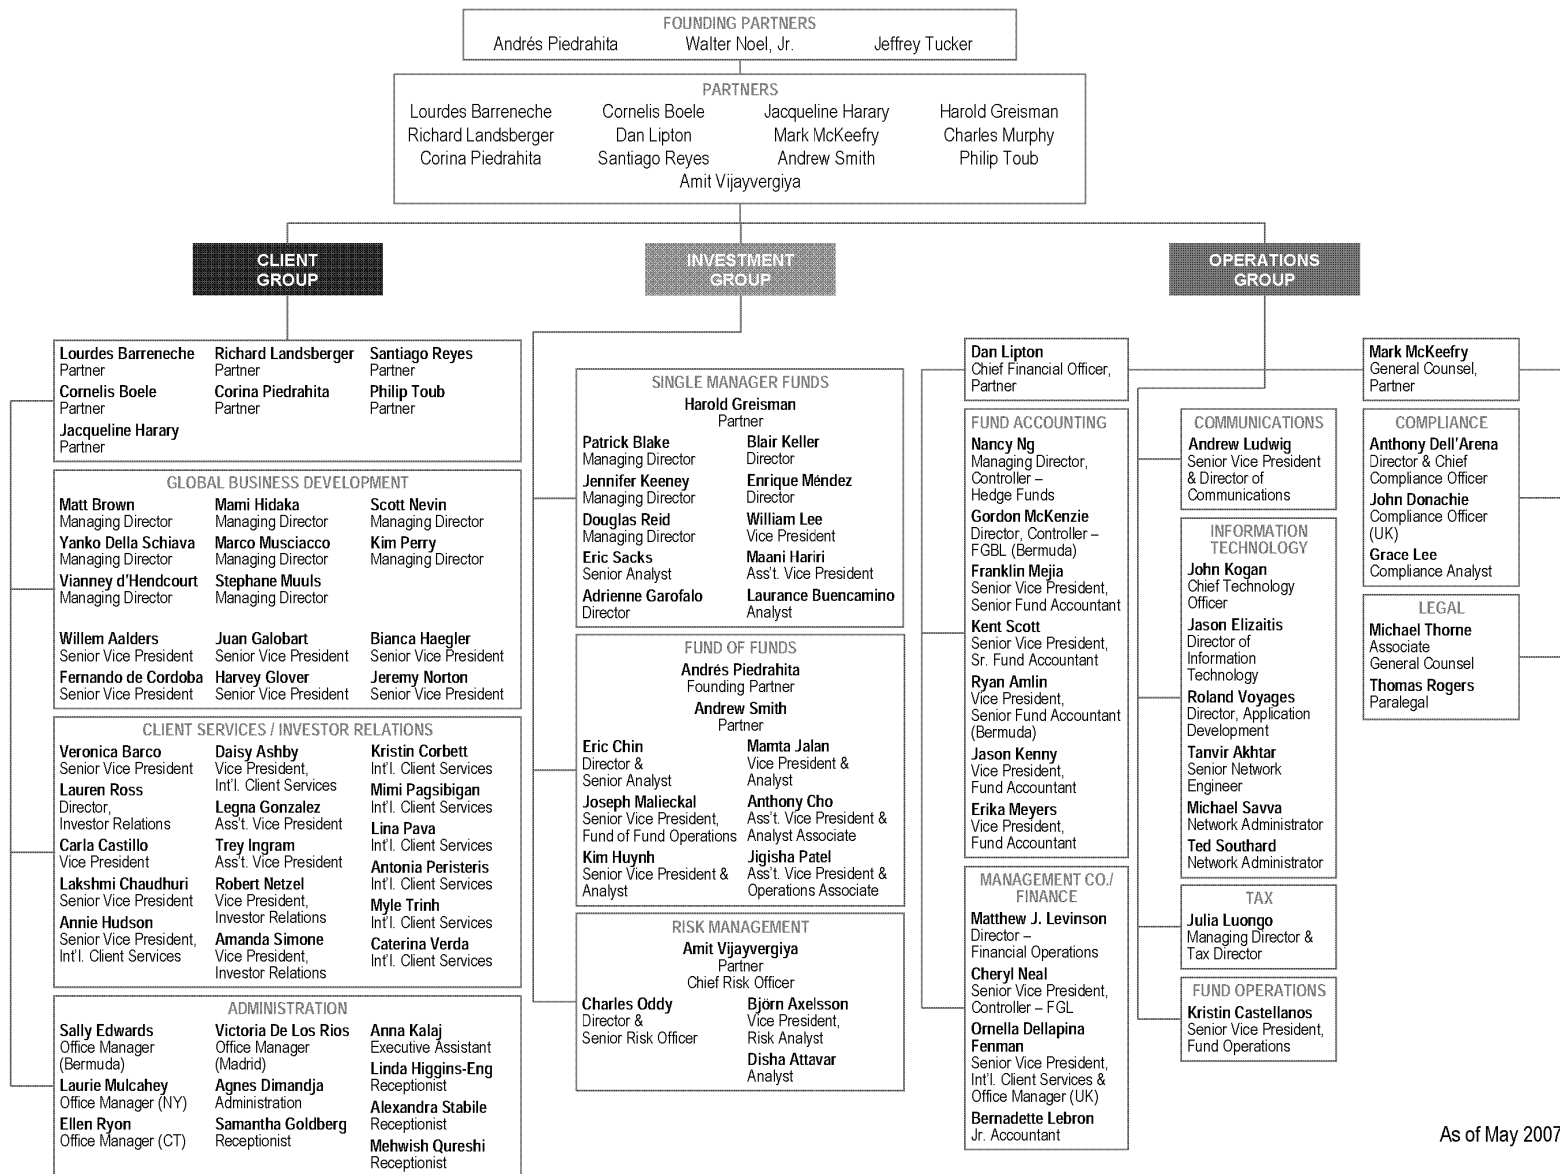 FOUNDING PARTNERS
Andrés Piedrahita Walter Noel, Jr. Jeffrey Tucker
PARTNERS
Lourdes Barreneche Cornelis Boele Jacqueline Harary Harold Greisman
Richard Landsberger Dan Lipton Mark McKeefry Charles Murphy
Corina Piedrahita Santiago Reyes Andrew Smith Philip Toub
Amit Vijayvergiya
CLIENT
GROUP
Lourdes Barreneche Richard Landsberger Santiago Reyes
Partner Partner Partner
Cornelis Boele Corina Piedrahita Philip Toub
Partner Partner Partner
Jacqueline Harary
Partner
GLOBAL BUSINESS DEVELOPMENT
Matt Brown Mami Hidaka Scott Nevin
Managing Director Managing Director Managing Director
Yanko Della Schiava Marco Musciacco Kim Perry
Managing Director Managing Director Managing Director
Vianney d'Hendcourt Stephane Muuls
Managing Director Managing Director
Willem Aalders Juan Galobart Bianca Haegler
Senior Vice President Senior Vice President Senior Vice President
Fernando de Cordoba Harvey Glover Jeremy Norton
Senior Vice President Senior Vice President Senior Vice President
CLIENT SERVICES / INVESTOR RELATIONS
Veronica Barco
Senior Vice President
Lauren Ross
Director,
Investor Relations
Carla Castillo
Vice President
Lakshmi Chaudhuri
Senior Vice President
Annie Hudson
Senior Vice President,
Int'l. Client Services
Daisy Ashby
Vice President,
Int'l. Client Services
Legna Gonzalez
Ass't. Vice President
Trey Ingram
Ass't. Vice President
Robert Netzel
Vice President,
Investor Relations
Amanda Simone
Vice President,
Investor Relations
Kristin Corbett
Int'l. Client Services
Mimi Pagsibigan
Int'l. Client Services
Lina Pava
Int'l. Client Services
Antonia Peristeris
Int'l. Client Services
Myle Trinh
Int'l. Client Services
Caterina Verda
Int'l. Client Services
ADMINISTRATION
Sally Edwards
Office Manager
(Bermuda)
Laurie Mulcahey
Office Manager (NY)
Ellen Ryon
Office Manager (CT)
Victoria De Los Rios
Office Manager
(Madrid)
Agnes Dimandja
Administration
Samantha Goldberg
Receptionist
Anna Kalaj
Executive Assistant
Linda Higgins-Eng
Receptionist
Alexandra Stabile
Receptionist
Mehwish Qureshi
Receptionist
INVESTMENT
GROUP
SINGLE MANAGER FUNDS
Harold Greisman
Partner
Patrick Blake
Managing Director
Jennifer Keeney
Managing Director
Douglas Reid
Managing Director
Eric Sacks
Senior Analyst
Adrienne Garofalo
Director
Blair Keller
Director
Enrique Méndez
Director
William Lee
Vice President
Maani Hariri
Ass't. Vice President
Laurance Buencamino
Analyst
FUND OF FUNDS
Andrés Piedrahita
Founding Partner
Andrew Smith
Partner
Eric Chin
Director &
Senior Analyst
Joseph Malieckal
Senior Vice President,
Fund of Fund Operations
Kim Huynh
Senior Vice President &
Analyst
Mamta Jalan
Vice President &
Analyst
Anthony Cho
Ass't. Vice President &
Analyst Associate
Jigisha Patel
Ass't. Vice President &
Operations Associate
RISK MANAGEMENT
Amit Vijayvergiya
Partner
Chief Risk Officer
Charles Oddy
Director &
Senior Risk Officer
Björn Axelsson
Vice President,
Risk Analyst
Disha Attavar
Analyst
OPERATIONS
GROUP
Dan Lipton
Chief Financial Officer,
Partner
FUND ACCOUNTING
Nancy Ng
Managing Director,
Controller –
Hedge Funds
Gordon McKenzie
Director, Controller –
FGBL (Bermuda)
Franklin Mejia
Senior Vice President,
Senior Fund Accountant
Kent Scott
Senior Vice President,
Sr. Fund Accountant
Ryan Amlin
Vice President,
Senior Fund Accountant
(Bermuda)
Jason Kenny
Vice President,
Fund Accountant
Erika Meyers
Vice President,
Fund Accountant
MANAGEMENT CO./
FINANCE
Matthew J. Levinson
Director –
Financial Operations
Cheryl Neal
Senior Vice President,
Controller – FGL
Ornella Dellapina
Fenman
Senior Vice President,
Int'l. Client Services &
Office Manager (UK)
Bernadette Lebron
Jr. Accountant
COMMUNICATIONS
Andrew Ludwig
Senior Vice President
& Director of
Communications
INFORMATION
TECHNOLOGY
John Kogan
Chief Technology
Officer
Jason Elizaitis
Director of
Information
Technology
Roland Voyages
Director, Application
Development
Tanvir Akhtar
Senior Network
Engineer
Michael Savva
Network Administrator
Ted Southard
Network Administrator
TAX
Julia Luongo
Managing Director &
Tax Director
FUND OPERATIONS
Kristin Castellanos
Senior Vice President,
Fund Operations
Mark McKeefry
General Counsel,
Partner
COMPLIANCE
Anthony Dell'Arena
Director & Chief
Compliance Officer
John Donachie
Compliance Officer
(UK)
Grace Lee
Compliance Analyst
LEGAL
Michael Thorne
Associate
General Counsel
Thomas Rogers
Paralegal
As of May 2007